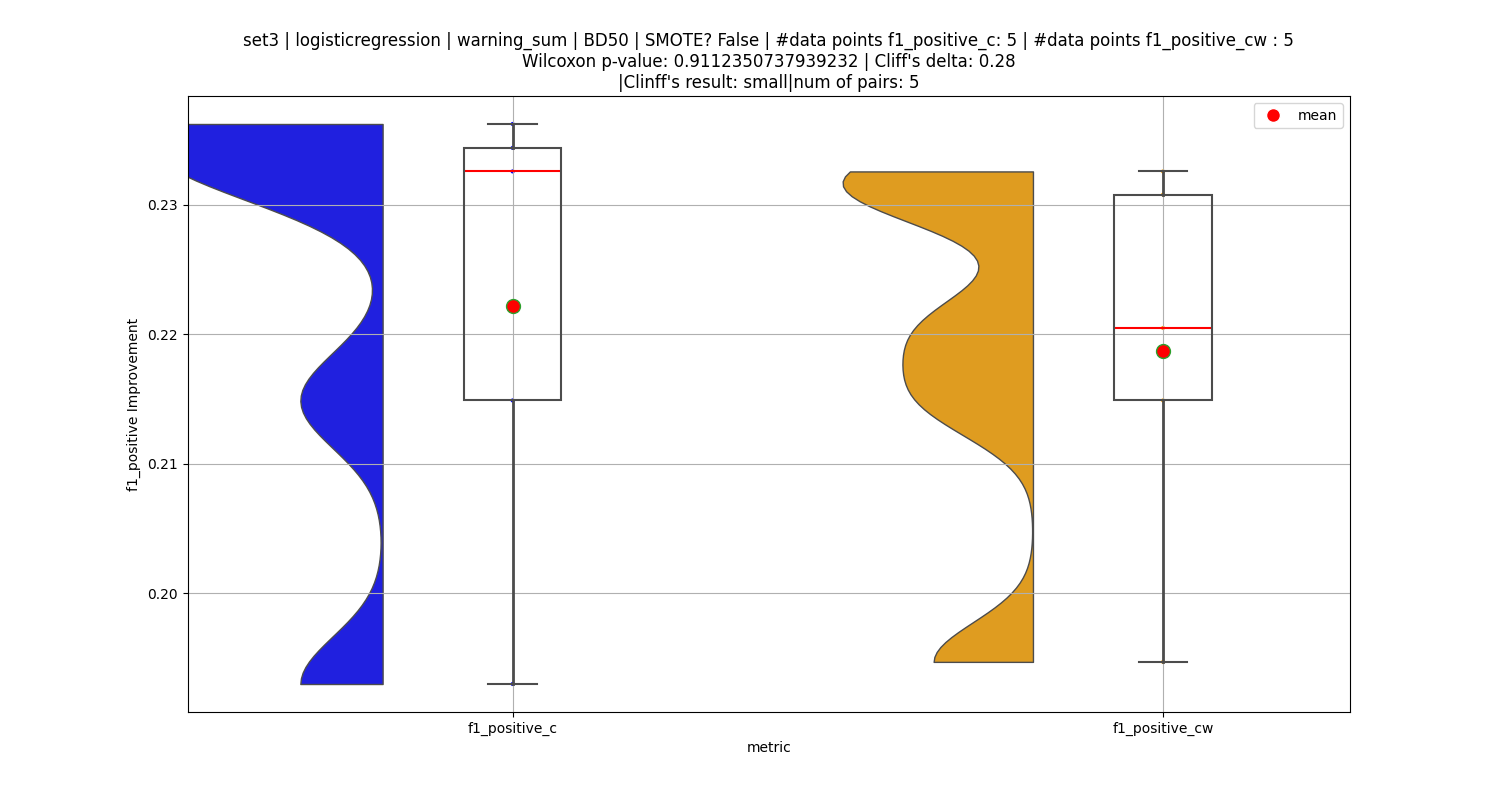 set3 | logisticregression | warning_sum | BD50 | SMOTE? False | #data points f1_positive_c: 5 | #data points f1_positive_cw : 5
Wilcoxon p-value: 0.9112350737939232 | Cliff's delta: 0.28
|Clinff's result: small|num of pairs: 5
mean
0.23
0.22
0.21
0.20
f1_positive Improvement
f1_positive_c
f1_positive_cw
metric